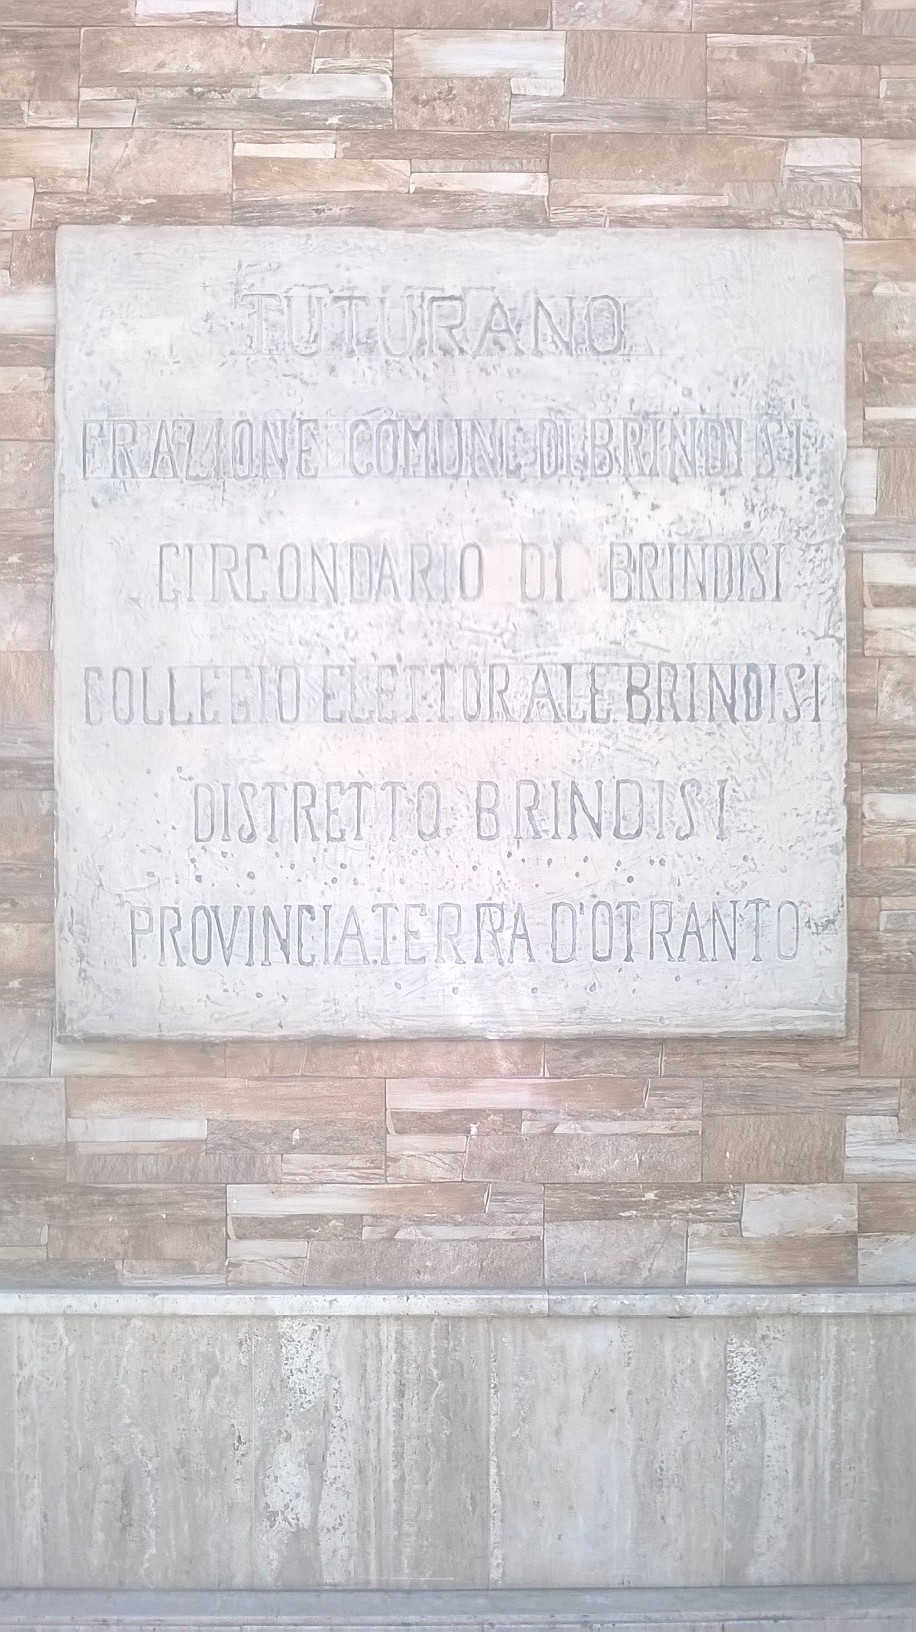 TUTURANO
FRAZIONE COMUNE DI BRINDISI
CIRCONDARIO DI BRINDISI
COLLEGIO ELETTORALE BRINDISI
DISTRETTO BRINDISI
PROVINCIA TERRA D'OTRANTO